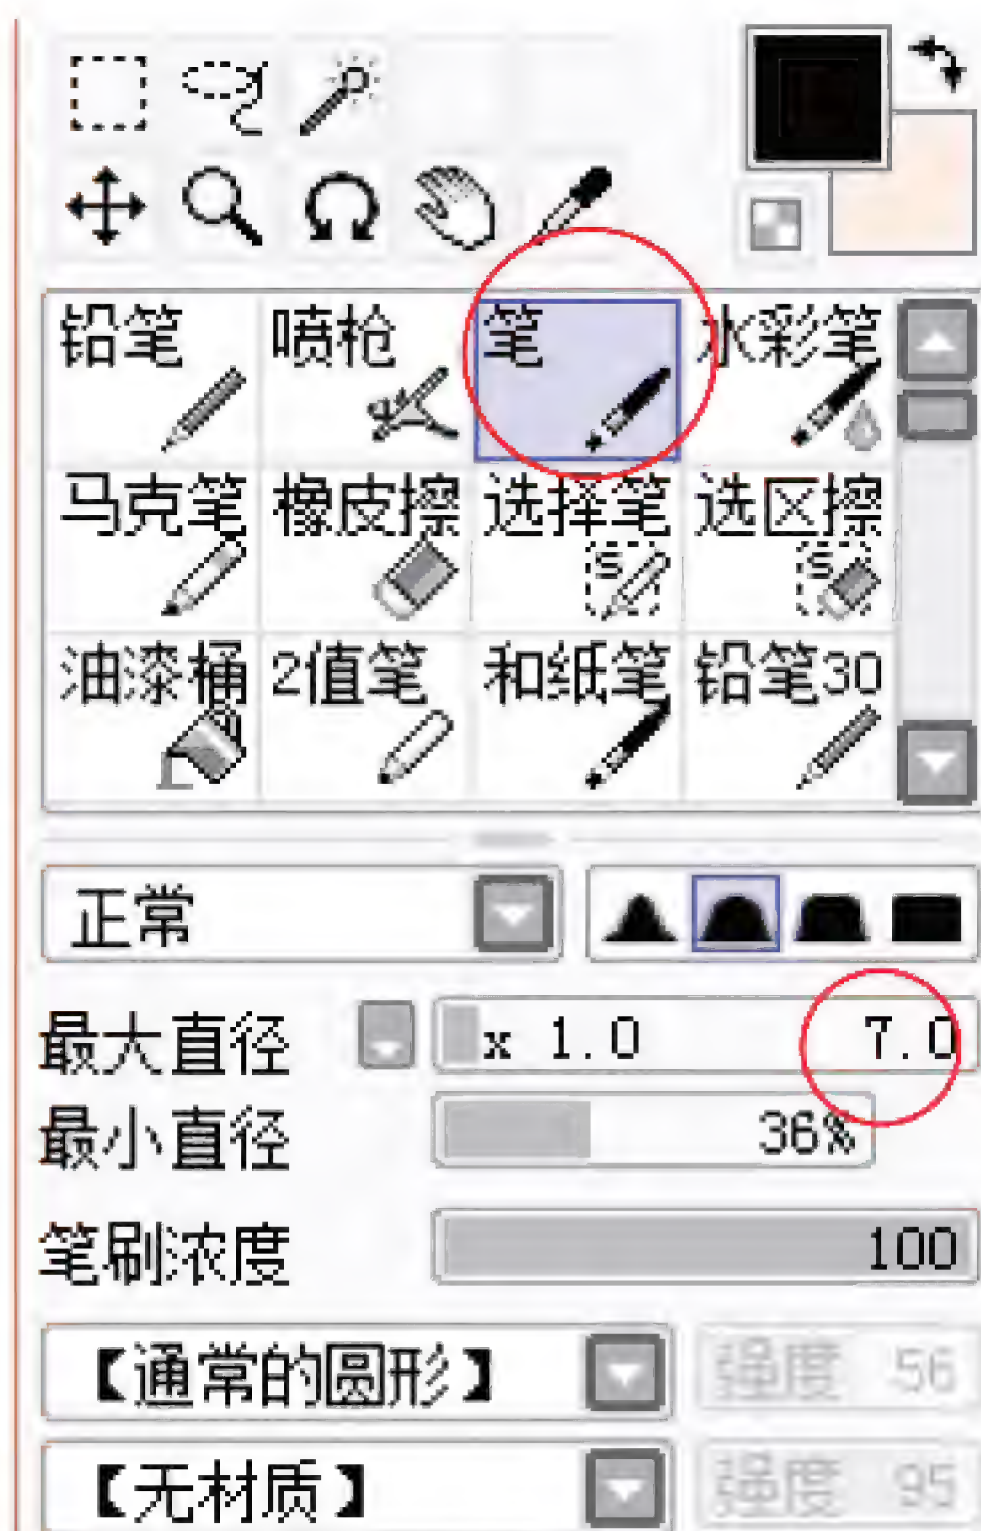 铅笔 喷枪 笔 水彩笔
马克笔 橡皮擦 选择笔 选区擦
油漆桶 2值笔 和纸笔 铅笔30
正常
最大直径 x 1.0 7.0
最小直径 36%
笔刷浓度 100
【通常的圆形】 强度 56
【无材质】 强度 95